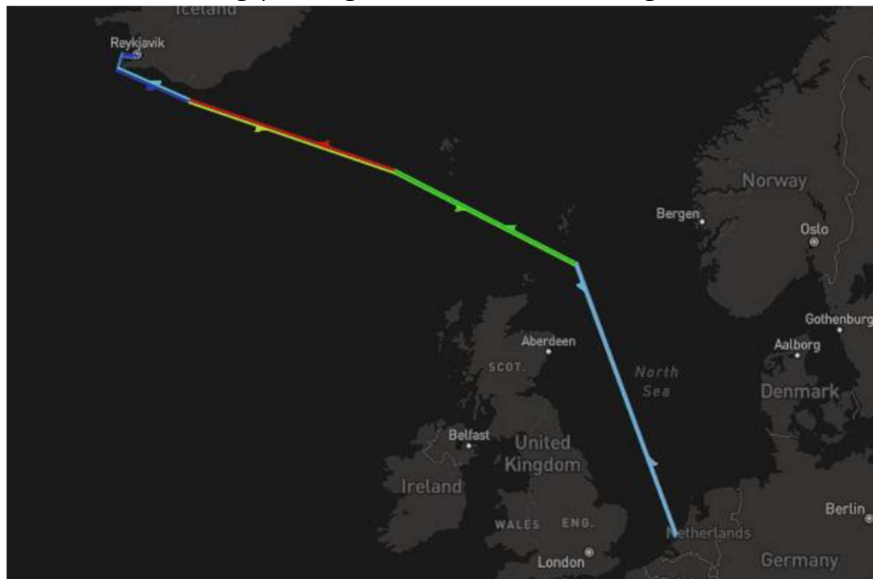 Iceland
Reykjavik
Norway
Bergen
Oslo
Gothenburg
Aberdeen
Aalborg
SCOT.
North
Sea
Denmark
Belfast
United
Kingdom
Ireland
Berlin
WALES
ENG.
Netherlands
London
Germany